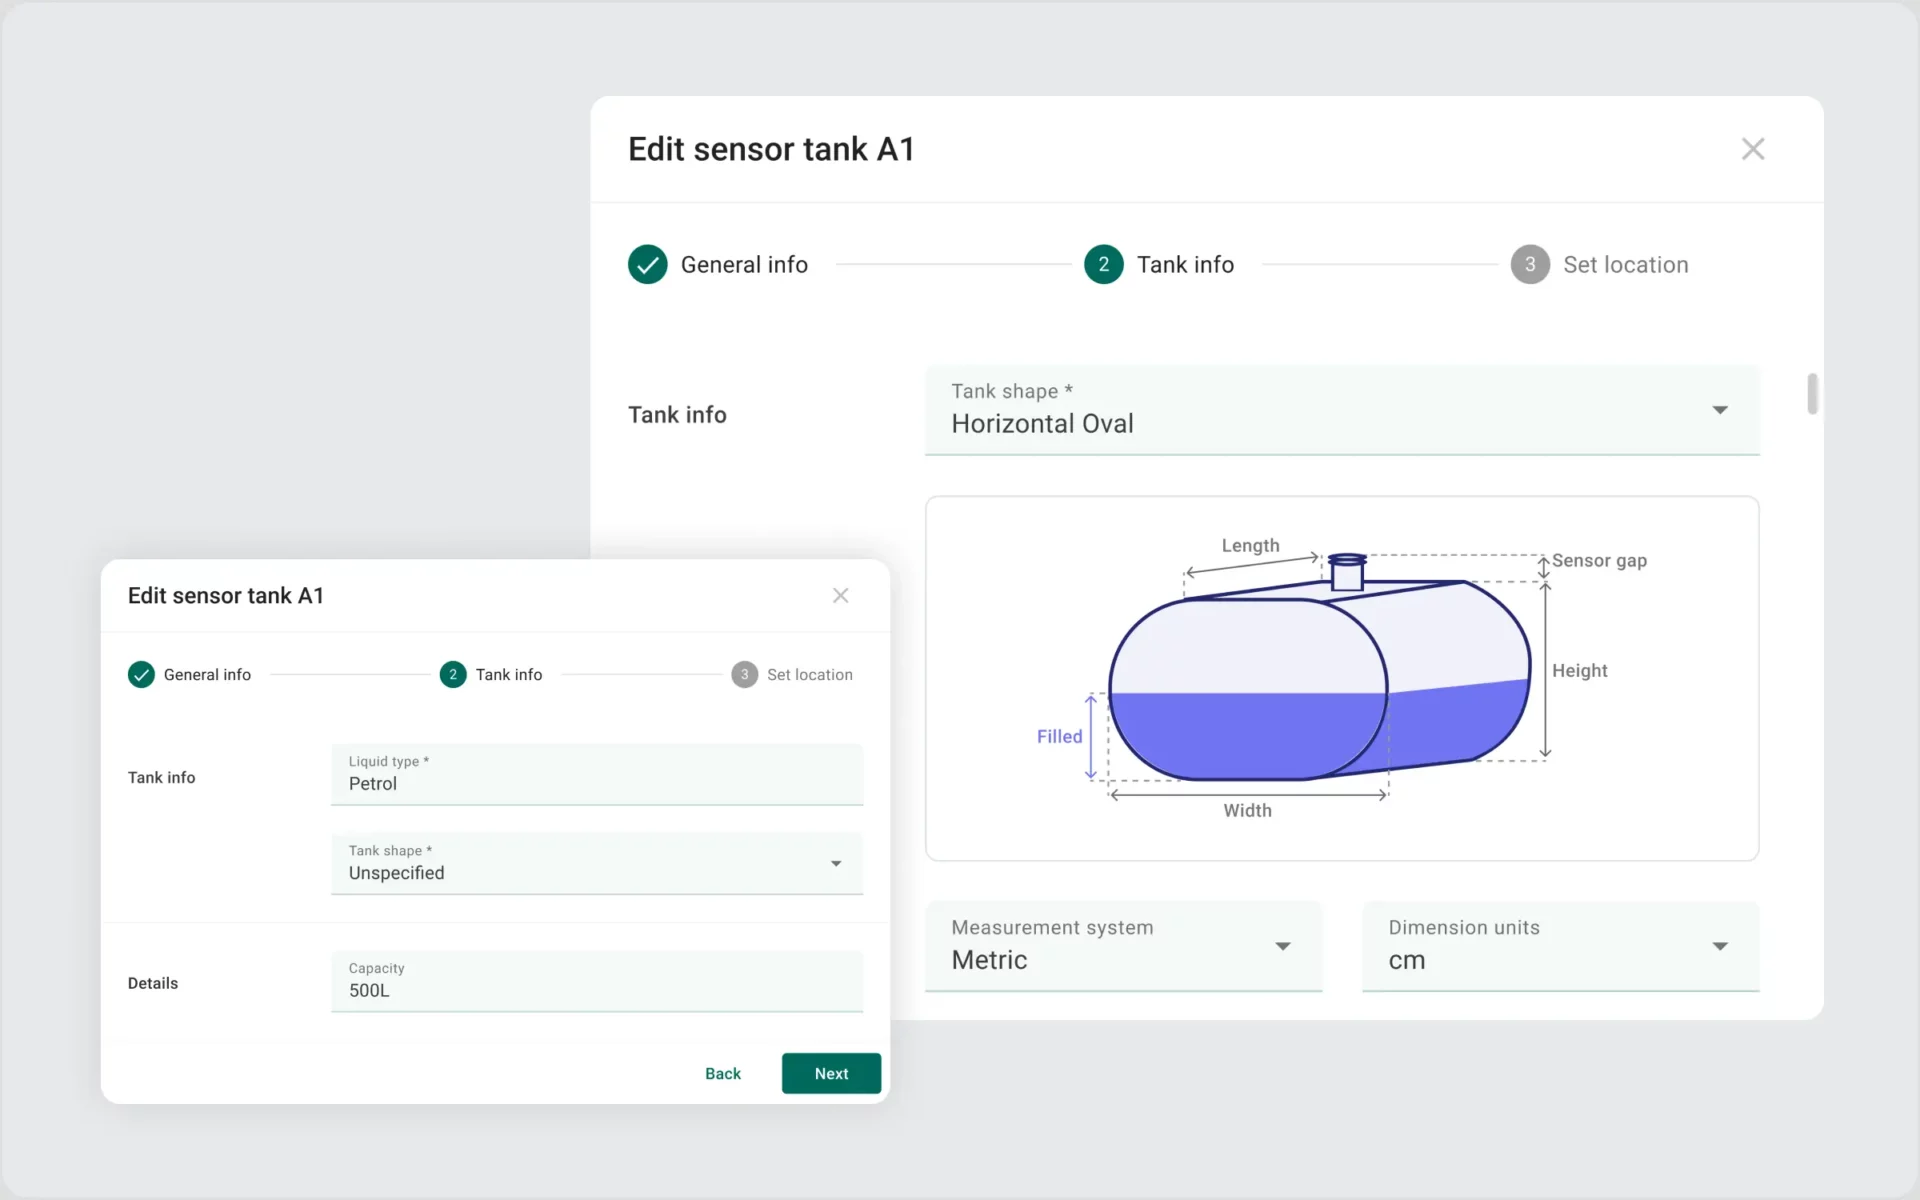 Edit sensor tank A1
General info
2 Tank info
3 Set location
Tank info
Tank shape *
Horizontal Oval
Length
Sensor gap
Height
Filled
Width
Measurement system
Metric
Dimension units
cm
Edit sensor tank A1
General info
2 Tank info
3 Set location
Tank info
Liquid type *
Petrol
Tank shape *
Unspecified
Details
Capacity
500L
Back
Next